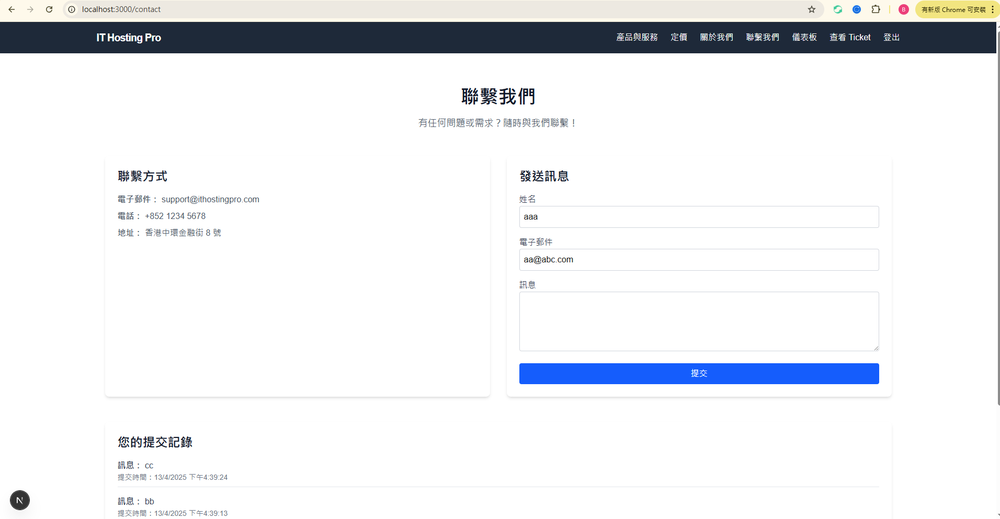 localhost:3000/contact
B
有新版 Chrome 可安裝
IT Hosting Pro
產品與服務 定價 關於我們 聯繫我們 儀表板 查看 Ticket 登出
聯繫我們
有任何問題或需求？隨時與我們聯繫！
聯繫方式
電子郵件： support@ithostingpro.com
電話： +852 1234 5678
地址： 香港中環金融街 8 號
發送訊息
姓名
aaa
電子郵件
aa@abc.com
訊息
提交
您的提交記錄
訊息： cc
提交時間：13/4/2025 下午4:39:24
訊息： bb
提交時間：13/4/2025 下午4:39:13
N